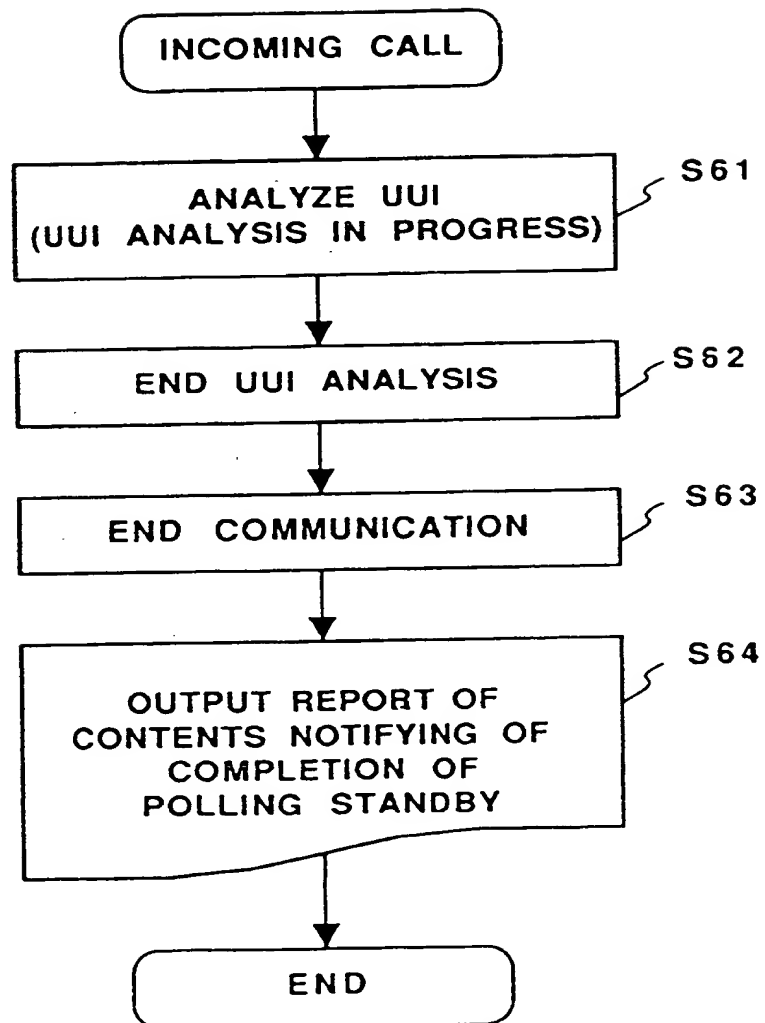 INCOMING CALL
ANALYZE UUI
(UUI ANALYSIS IN PROGRESS)
S61
END UUI ANALYSIS
S62
END COMMUNICATION
S63
OUTPUT REPORT OF
CONTENTS NOTIFYING OF
COMPLETION OF
POLLING STANDBY
S64
END